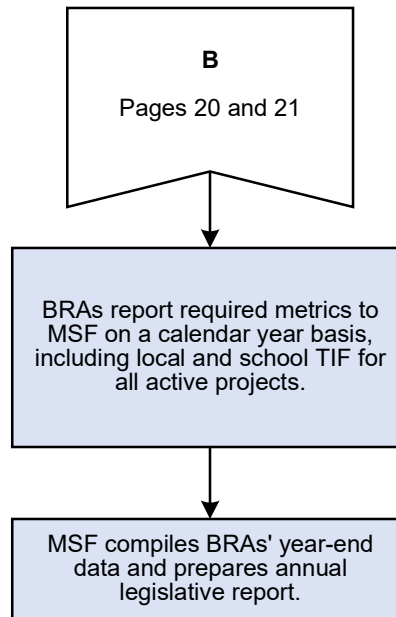 B
Pages 20 and 21
BRAs report required metrics to
MSF on a calendar year basis,
including local and school TIF for
all active projects.
MSF compiles BRAs' year-end
data and prepares annual
legislative report.